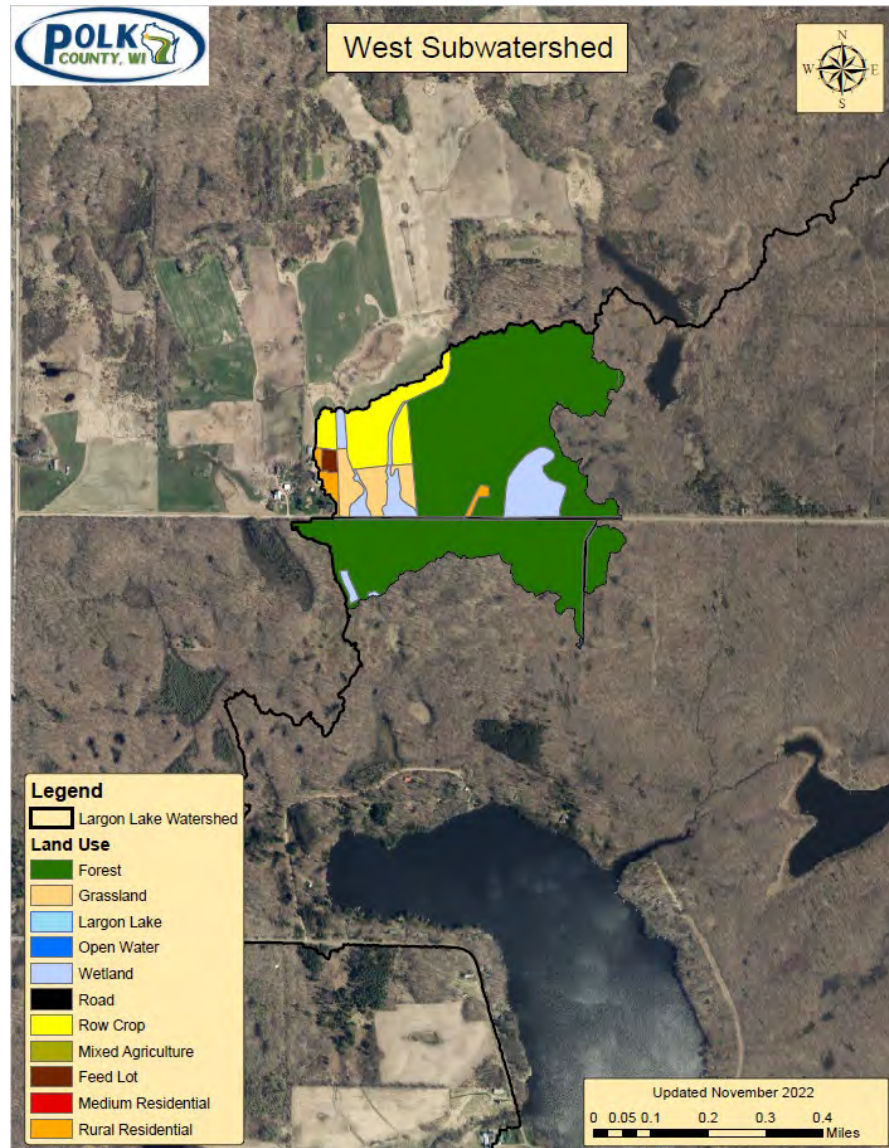 POLK
COUNTY, WI
West Subwatershed
N
W E
S
Legend
Largon Lake Watershed
Land Use
Forest
Grassland
Largon Lake
Open Water
Wetland
Road
Row Crop
Mixed Agriculture
Feed Lot
Medium Residential
Rural Residential
Updated November 2022
0 0.05 0.1 0.2 0.3 0.4
Miles